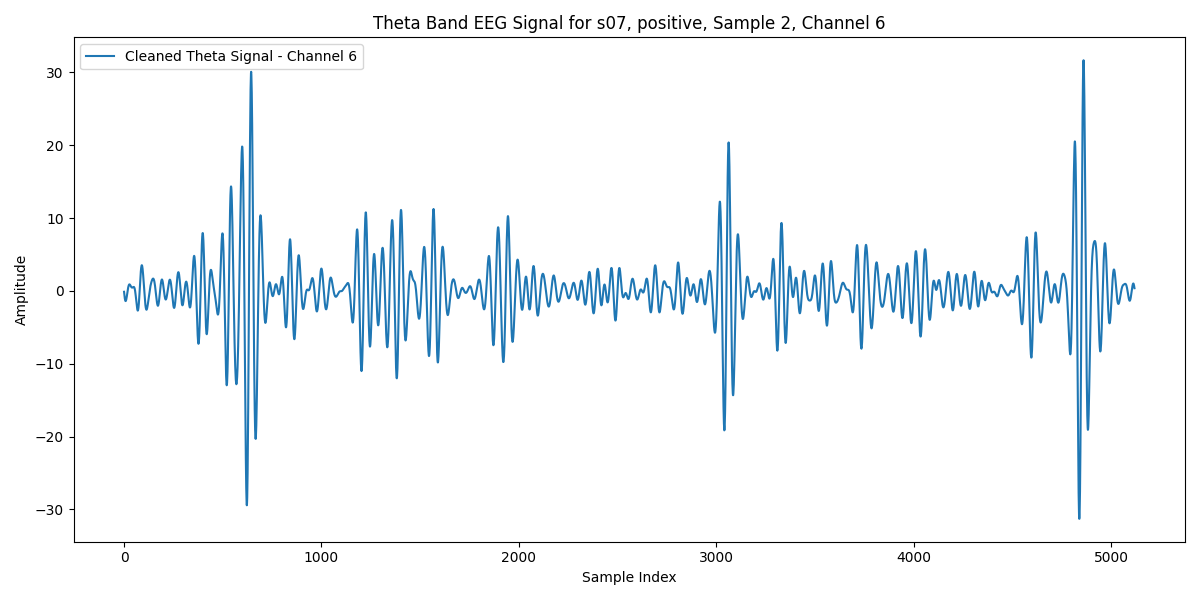 Theta Band EEG Signal for s07, positive, Sample 2, Channel 6
Cleaned Theta Signal - Channel 6
Amplitude
30
20
10
0
−10
−20
−30
0 1000 2000 3000 4000 5000
Sample Index